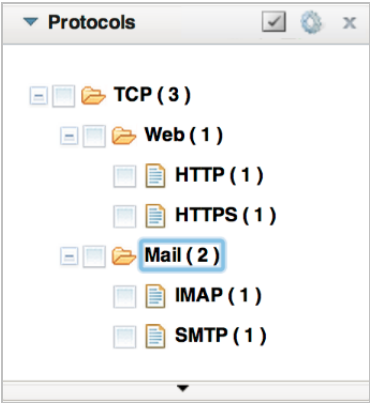 Protocols
TCP ( 3 )
Web ( 1 )
HTTP ( 1 )
HTTPS ( 1 )
Mail ( 2 )
IMAP ( 1 )
SMTP ( 1 )